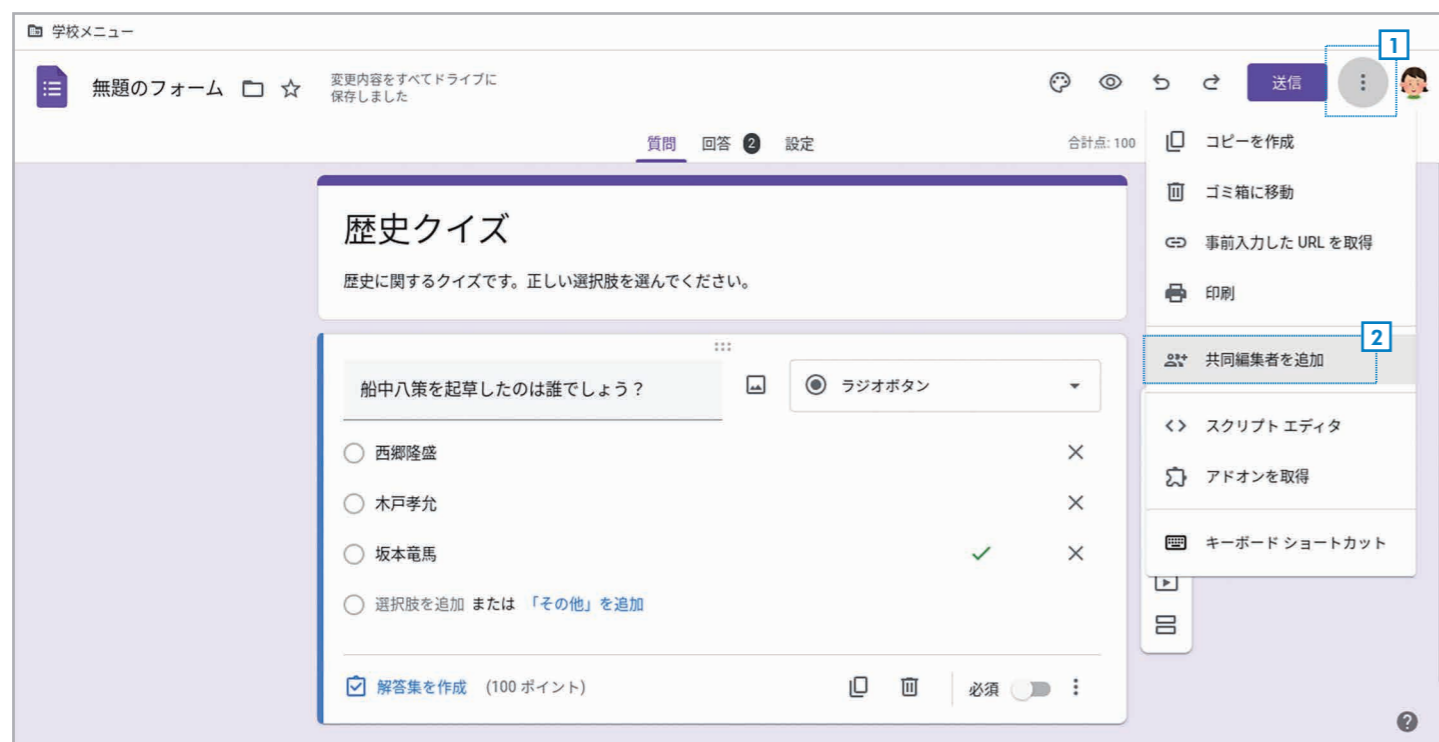 学校メニュー
1
無題のフォーム
変更内容をすべてドライブに
保存しました
送信
質問 回答 2 設定
合計点: 100
コピーを作成
ゴミ箱に移動
事前入力した URL を取得
印刷
2
共同編集者を追加
スクリプト エディタ
アドオンを取得
キーボード ショートカット
歴史クイズ
歴史に関するクイズです。正しい選択肢を選んでください。
船中八策を起草したのは誰でしょう？
ラジオボタン
西郷隆盛
木戸孝允
坂本竜馬
選択肢を追加 または 「その他」を追加
解答集を作成 (100 ポイント)
必須